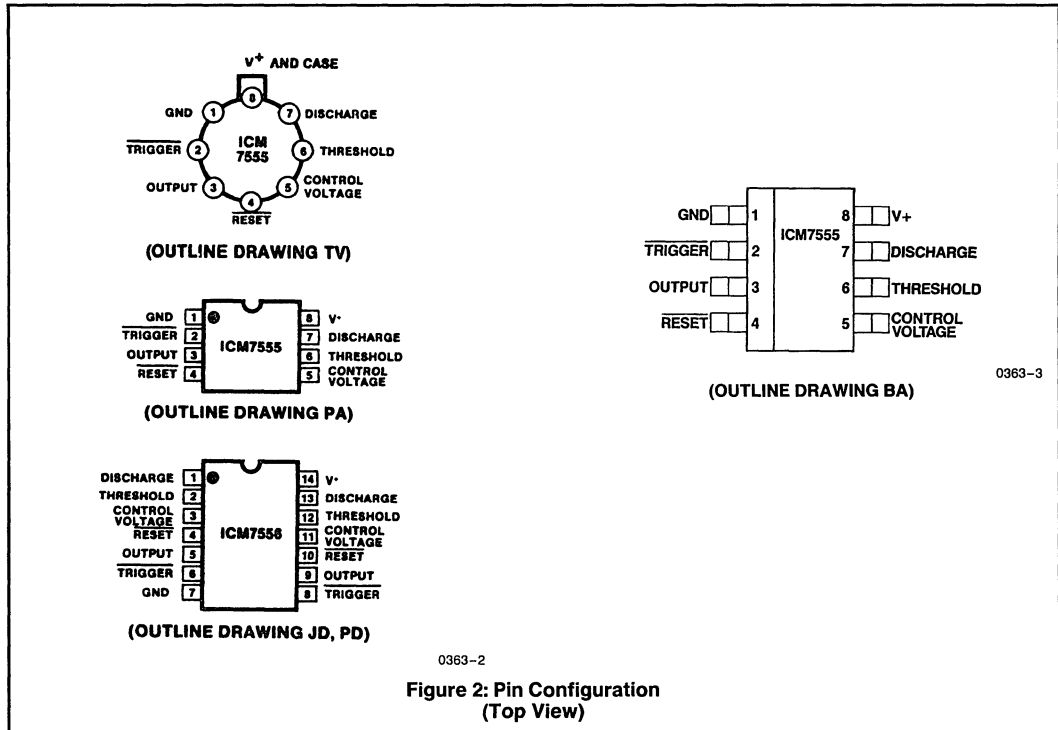 V+ AND CASE
8
GND 1
7 DISCHARGE
TRIGGER 2
ICM
7555
6 THRESHOLD
OUTPUT 3
5 CONTROL
VOLTAGE
4
RESET
(OUTLINE DRAWING TV)
GND 1 8 V+
TRIGGER 2 7 DISCHARGE
ICM7555
OUTPUT 3 6 THRESHOLD
RESET 4 5 CONTROL
VOLTAGE
(OUTLINE DRAWING PA)
DISCHARGE 1 14 V+
THRESHOLD 2 13 DISCHARGE
CONTROL
VOLTAGE 3 12 THRESHOLD
RESET 4 ICM7556 11 CONTROL
VOLTAGE
OUTPUT 5 10 RESET
TRIGGER 6 9 OUTPUT
GND 7 8 TRIGGER
(OUTLINE DRAWING JD, PD)
0363-2
GND 1 8 V+
ICM7555
TRIGGER 2 7 DISCHARGE
OUTPUT 3 6 THRESHOLD
RESET 4 5 CONTROL
VOLTAGE
0363-3
(OUTLINE DRAWING BA)
Figure 2: Pin Configuration
(Top View)